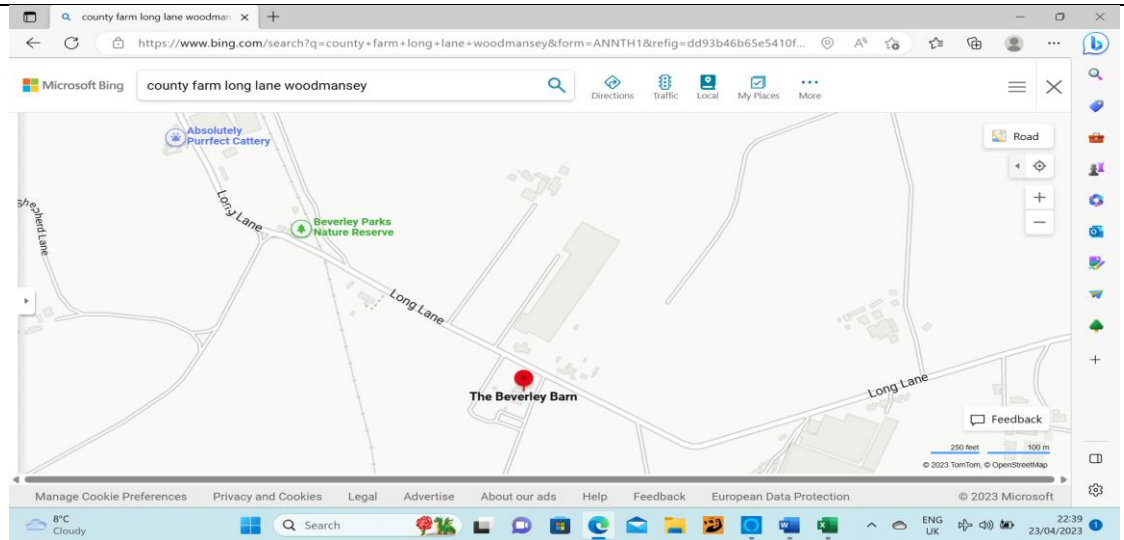 county farm long lane woodman
https://www.bing.com/search?q=county+farm+long+lane+woodmansey&form=ANNTH1&refig=dd93b46b65e5410f...
Microsoft Bing
county farm long lane woodmansey
Directions
Traffic
Local
My Places
More
Road
Absolutely
Purrfect Cattery
Long Lane
Shepherd Lane
Beverley Parks
Nature Reserve
Long Lane
The Beverley Barn
Long Lane
Feedback
250 feet
100 m
© 2023 TomTom, © OpenStreetMap
Manage Cookie Preferences
Privacy and Cookies
Legal
Advertise
About our ads
Help
Feedback
European Data Protection
© 2023 Microsoft
8°C
Cloudy
Search
ENG
UK
22:39
23/04/2023
1